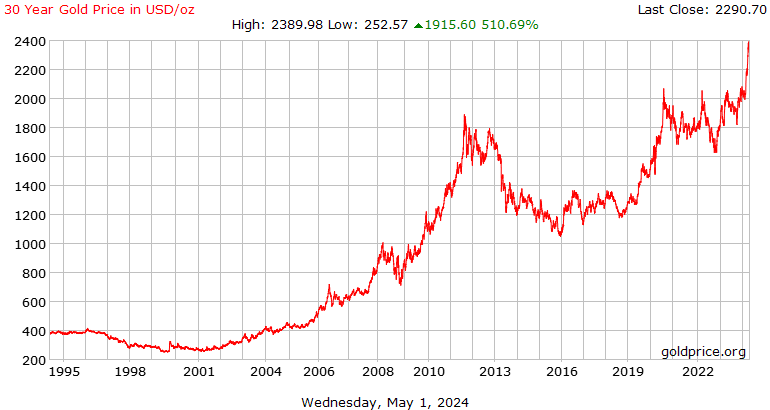 30 Year Gold Price in USD/oz
Last Close: 2290.70
High: 2389.98 Low: 252.57 ▲1915.60 510.69%
2400
2200
2000
1800
1600
1400
1200
1000
800
600
400
200
1995 1998 2001 2004 2006 2008 2010 2012 2014 2016 2019 2022
goldprice.org
Wednesday, May 1, 2024